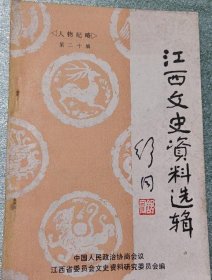 《人物纪略》
第二十辑
江西文史资料选辑
舒同
中国人民政治协商会议
江西省委员会文史资料研究委员会编